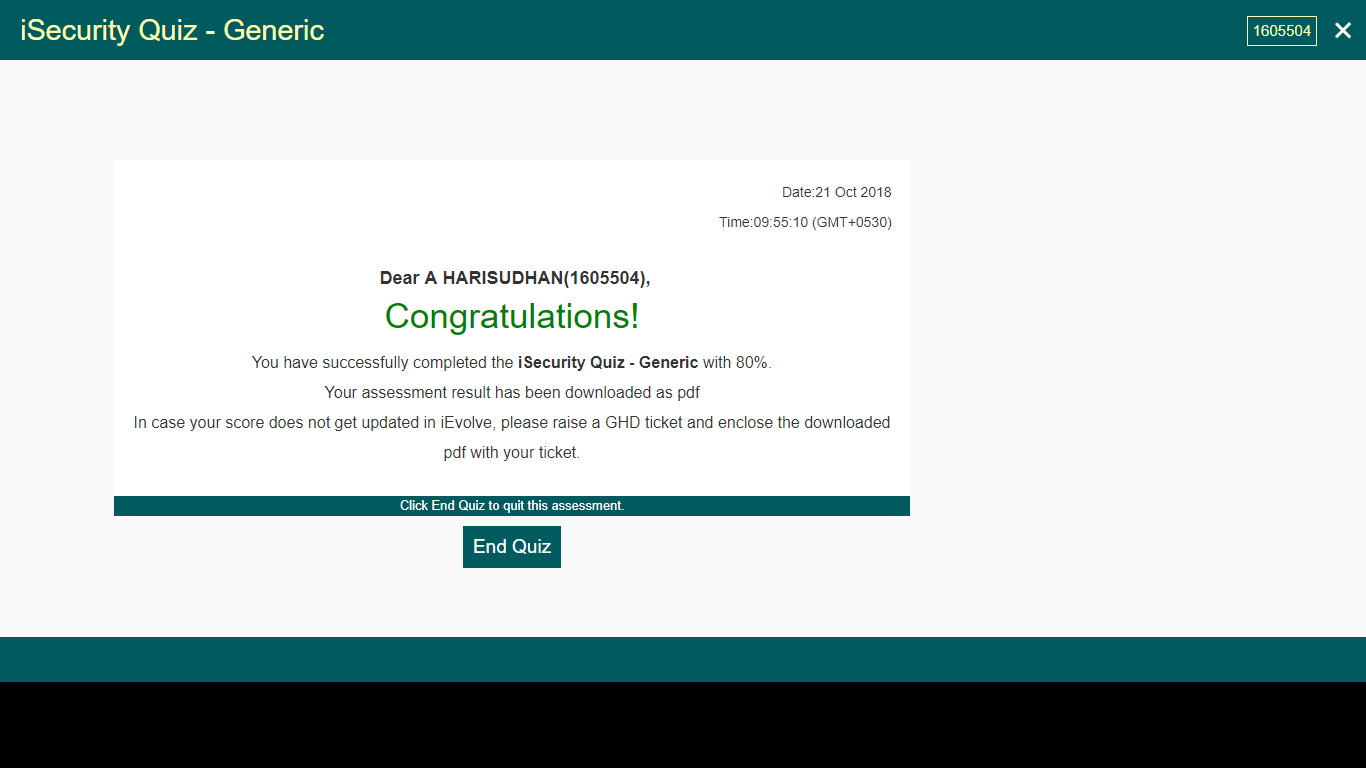 iSecurity Quiz - Generic
1605504
Date:21 Oct 2018
Time:09:55:10 (GMT+0530)
Dear A HARISUDHAN(1605504),
Congratulations!
You have successfully completed the iSecurity Quiz - Generic with 80%.
Your assessment result has been downloaded as pdf
In case your score does not get updated in iEvolve, please raise a GHD ticket and enclose the downloaded
pdf with your ticket.
Click End Quiz to quit this assessment.
End Quiz